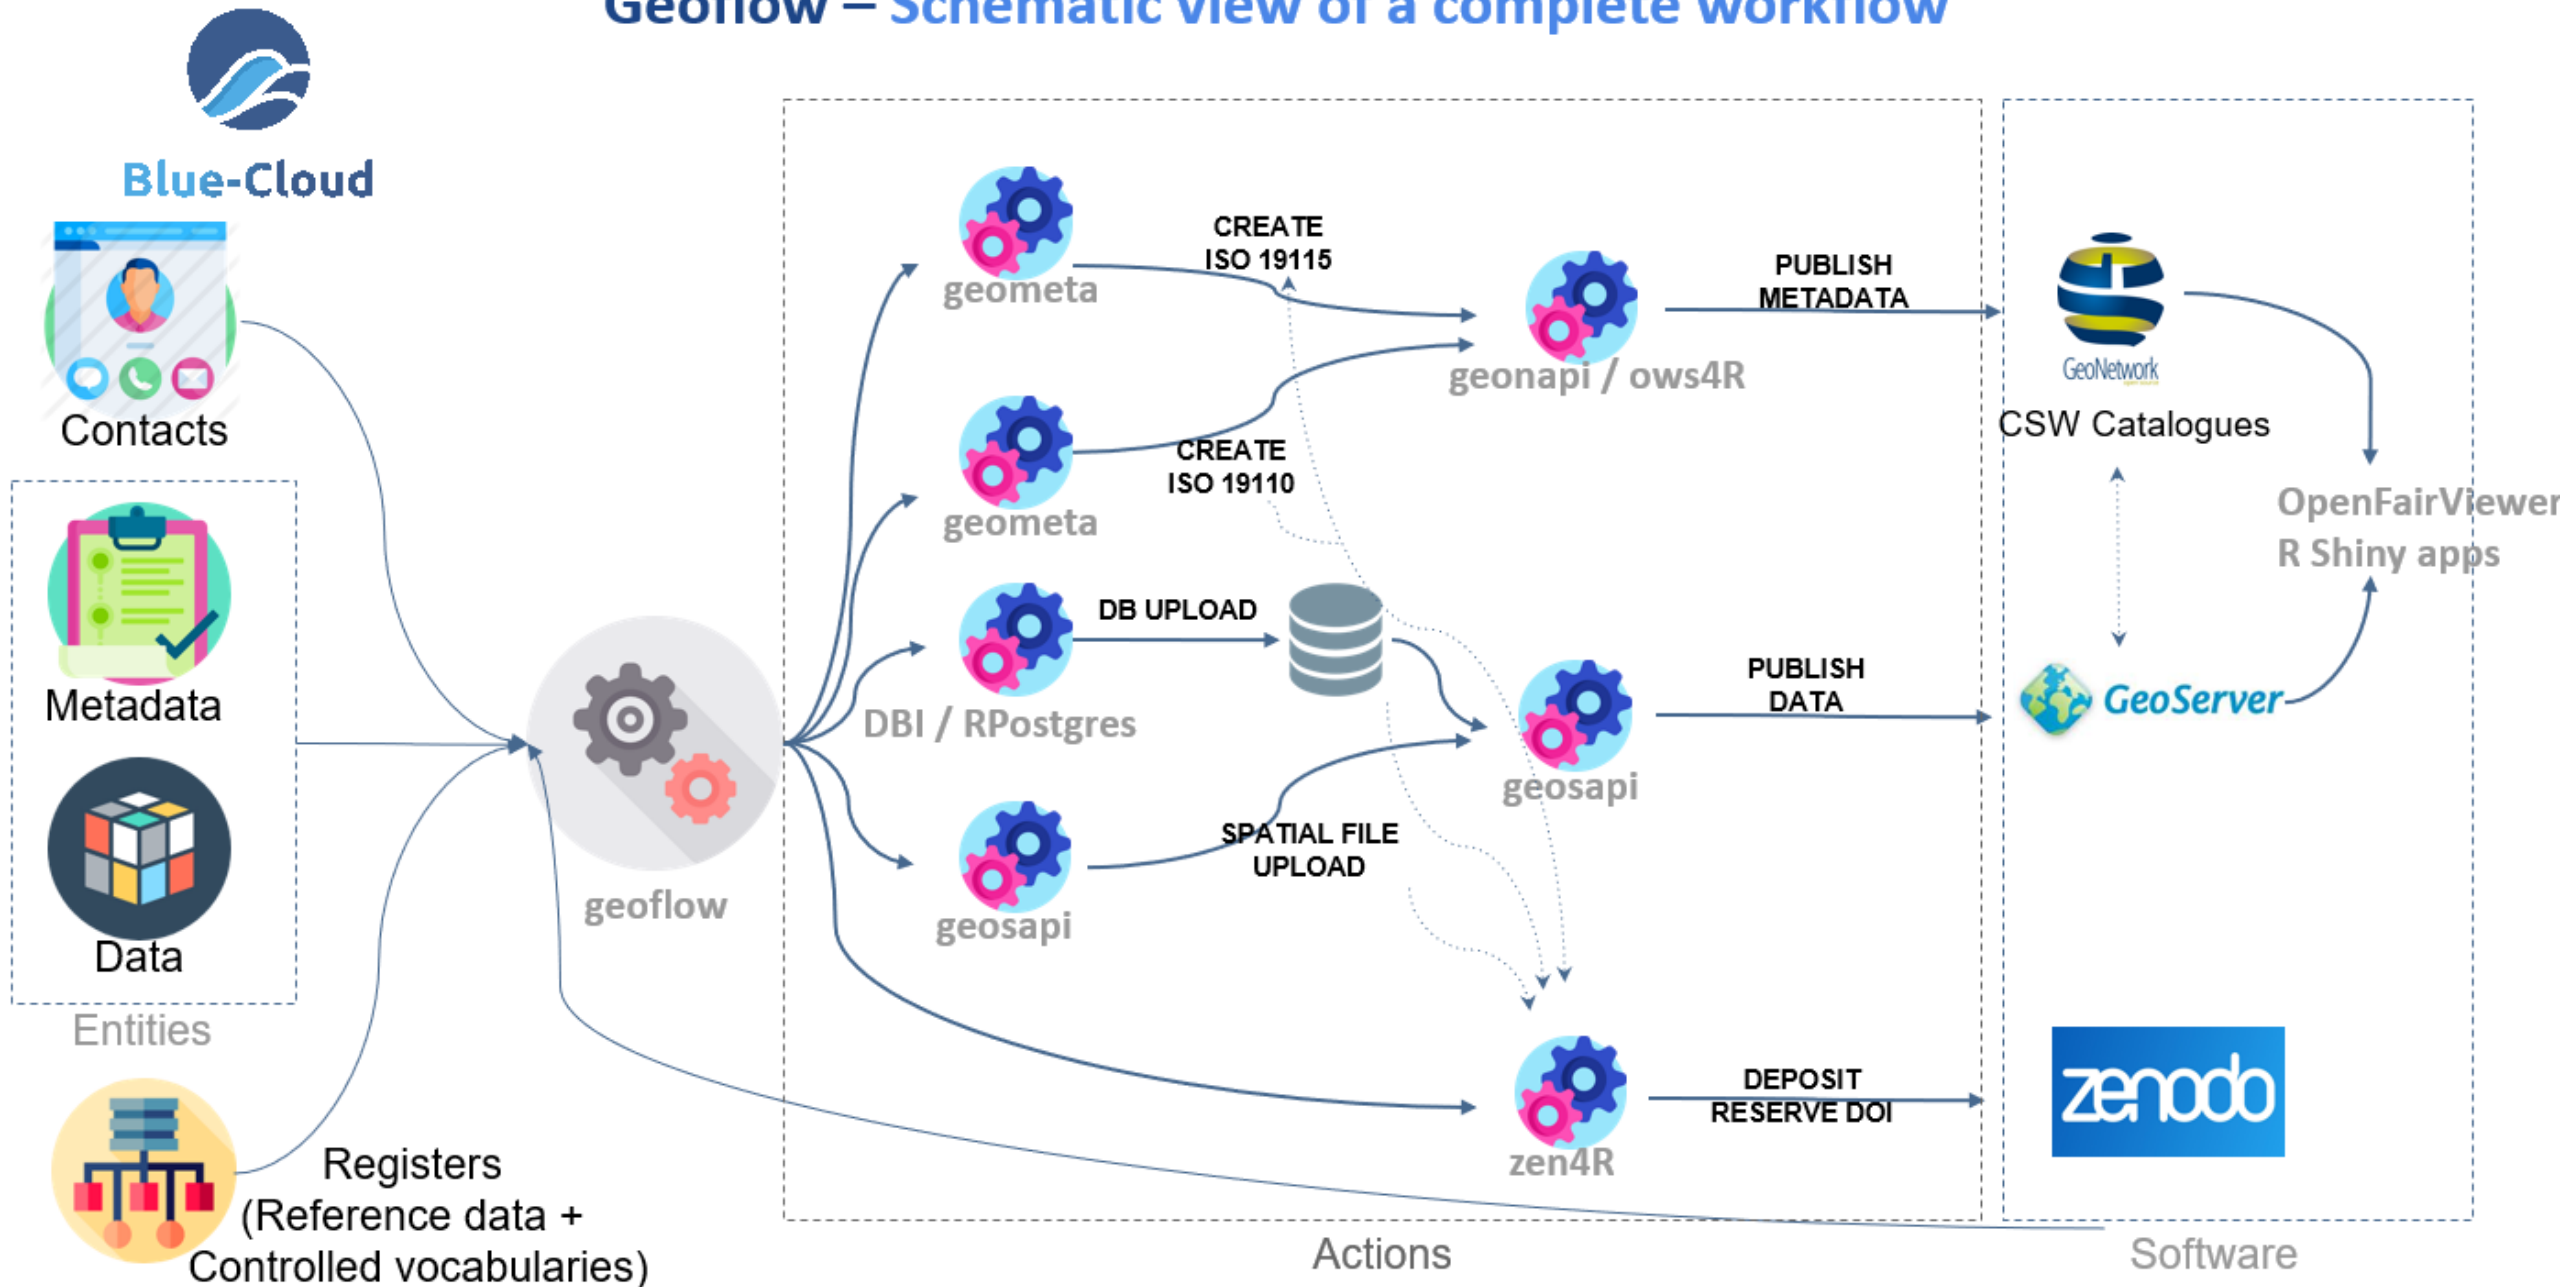 Geoflow – Schematic view of a complete workflow
Blue-Cloud
Contacts
Metadata
Data
Entities
Registers
(Reference data +
Controlled vocabularies)
geoflow
geometa
CREATE
ISO 19115
geometa
CREATE
ISO 19110
DBI / RPostgres
DB UPLOAD
geosapi
SPATIAL FILE
UPLOAD
geonapi / ows4R
PUBLISH
METADATA
geosapi
PUBLISH
DATA
zen4R
DEPOSIT
RESERVE DOI
Actions
GeoNetwork
CSW Catalogues
OpenFairViewer
R Shiny apps
GeoServer
zenodo
Software